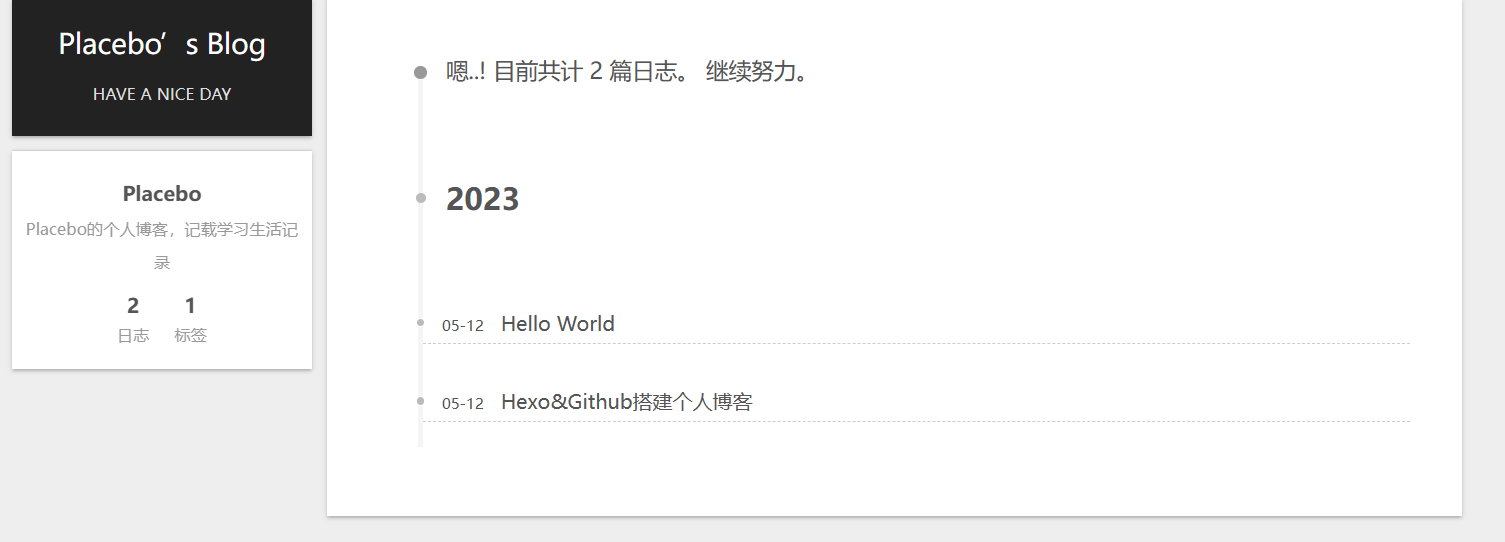 Placebo’s Blog
HAVE A NICE DAY
Placebo
Placebo的个人博客，记载学习生活记
录
2 1
日志 标签
嗯..! 目前共计 2 篇日志。 继续努力。
2023
05-12 Hello World
05-12 Hexo&Github搭建个人博客